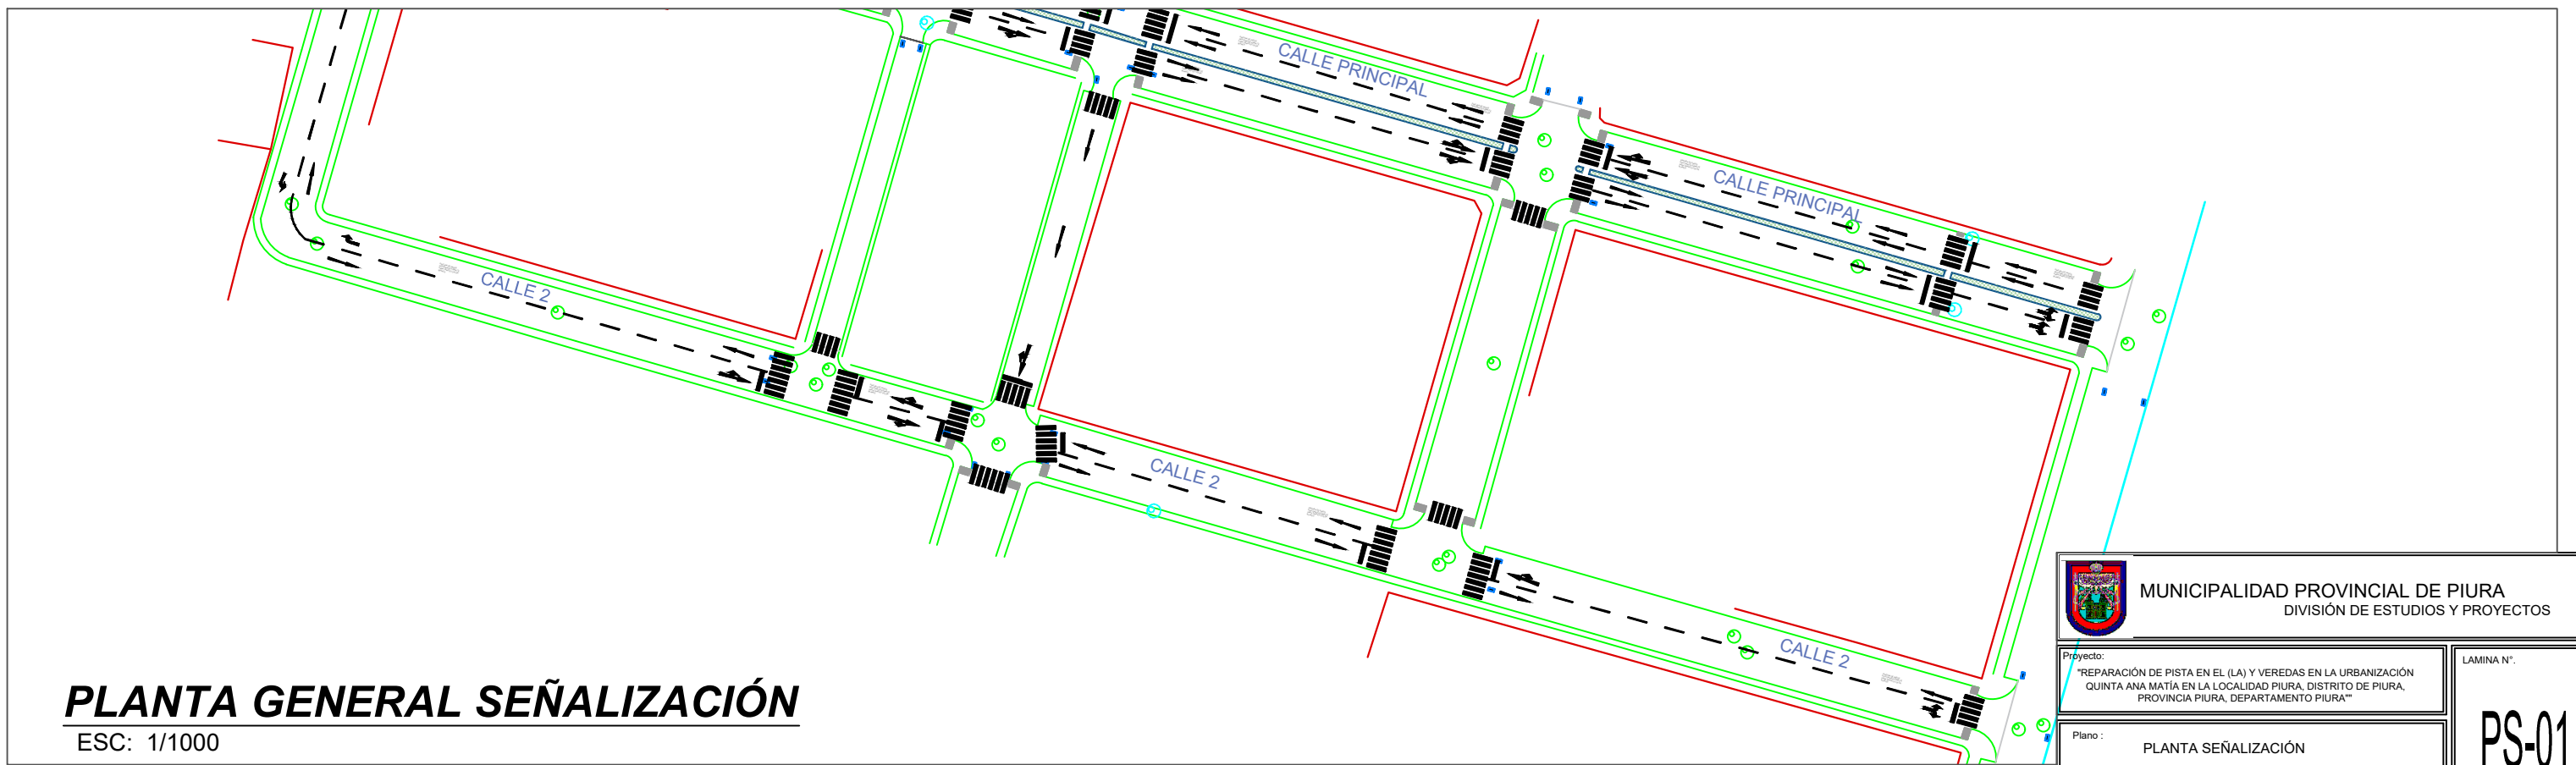 CALLE PRINCIPAL
CALLE PRINCIPAL
CALLE 2
CALLE 2
CALLE 2
PLANTA GENERAL SEÑALIZACIÓN
ESC: 1/1000
MUNICIPALIDAD PROVINCIAL DE PIURA
DIVISIÓN DE ESTUDIOS Y PROYECTOS
Proyecto:
"REPARACIÓN DE PISTA EN EL (LA) Y VEREDAS EN LA URBANIZACIÓN
QUINTA ANA MATÍA EN LA LOCALIDAD PIURA, DISTRITO DE PIURA,
PROVINCIA PIURA, DEPARTAMENTO PIURA""
LAMINA N°.
PS-01
Plano :
PLANTA SEÑALIZACIÓN